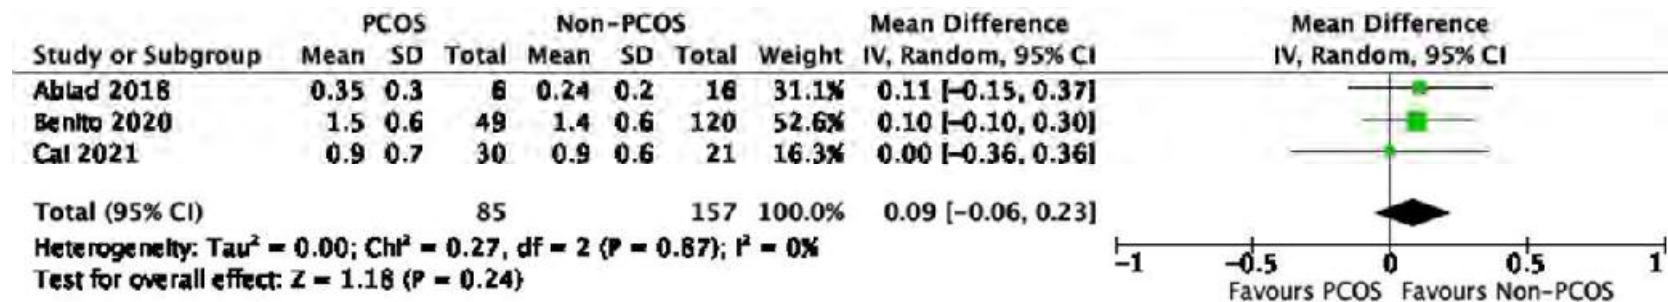 PCOS Non-PCOS Mean Difference Mean Difference
Study or Subgroup Mean SD Total Mean SD Total Weight IV, Random, 95% CI IV, Random, 95% CI
Ablad 2018 0.35 0.3 6 0.24 0.2 16 31.1% 0.11 [-0.15, 0.37]
Benito 2020 1.5 0.6 49 1.4 0.6 120 52.6% 0.10 [-0.10, 0.30]
Cal 2021 0.9 0.7 30 0.9 0.6 21 16.3% 0.00 [-0.36, 0.36]
Total (95% CI) 85 157 100.0% 0.09 [-0.06, 0.23]
Heterogeneity: Tau² = 0.00; Chi² = 0.27, df = 2 (P = 0.87); I² = 0%
Test for overall effect: Z = 1.18 (P = 0.24)
-1 -0.5 0 0.5 1
Favours PCOS Favours Non-PCOS